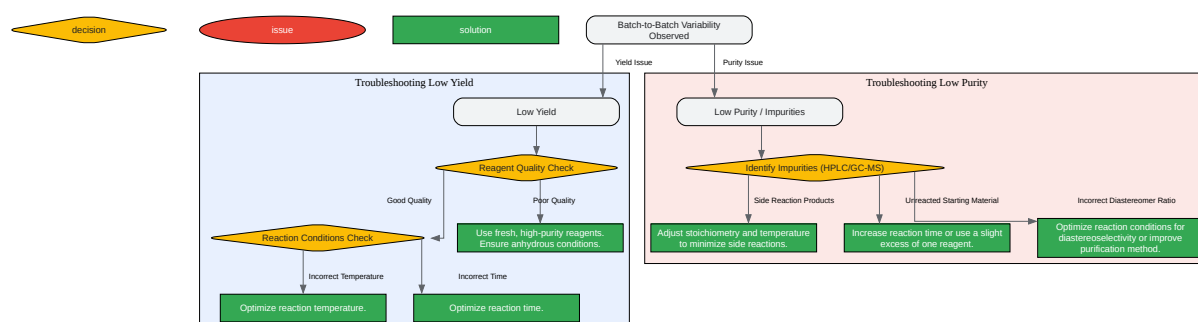 decision
issue
solution
Batch-to-Batch Variability
Observed
Yield Issue
Purity Issue
Troubleshooting Low Yield
Low Yield
Reagent Quality Check
Good Quality
Poor Quality
Use fresh, high-purity reagents.
Ensure anhydrous conditions.
Reaction Conditions Check
Incorrect Temperature
Incorrect Time
Optimize reaction temperature.
Optimize reaction time.
Troubleshooting Low Purity
Low Purity / Impurities
Identify Impurities (HPLC/GC-MS)
Side Reaction Products
Unreacted Starting Material
Incorrect Diastereomer Ratio
Adjust stoichiometry and temperature
to minimize side reactions.
Increase reaction time or use a slight
excess of one reagent.
Optimize reaction conditions for
diastereoselectivity or improve
purification method.